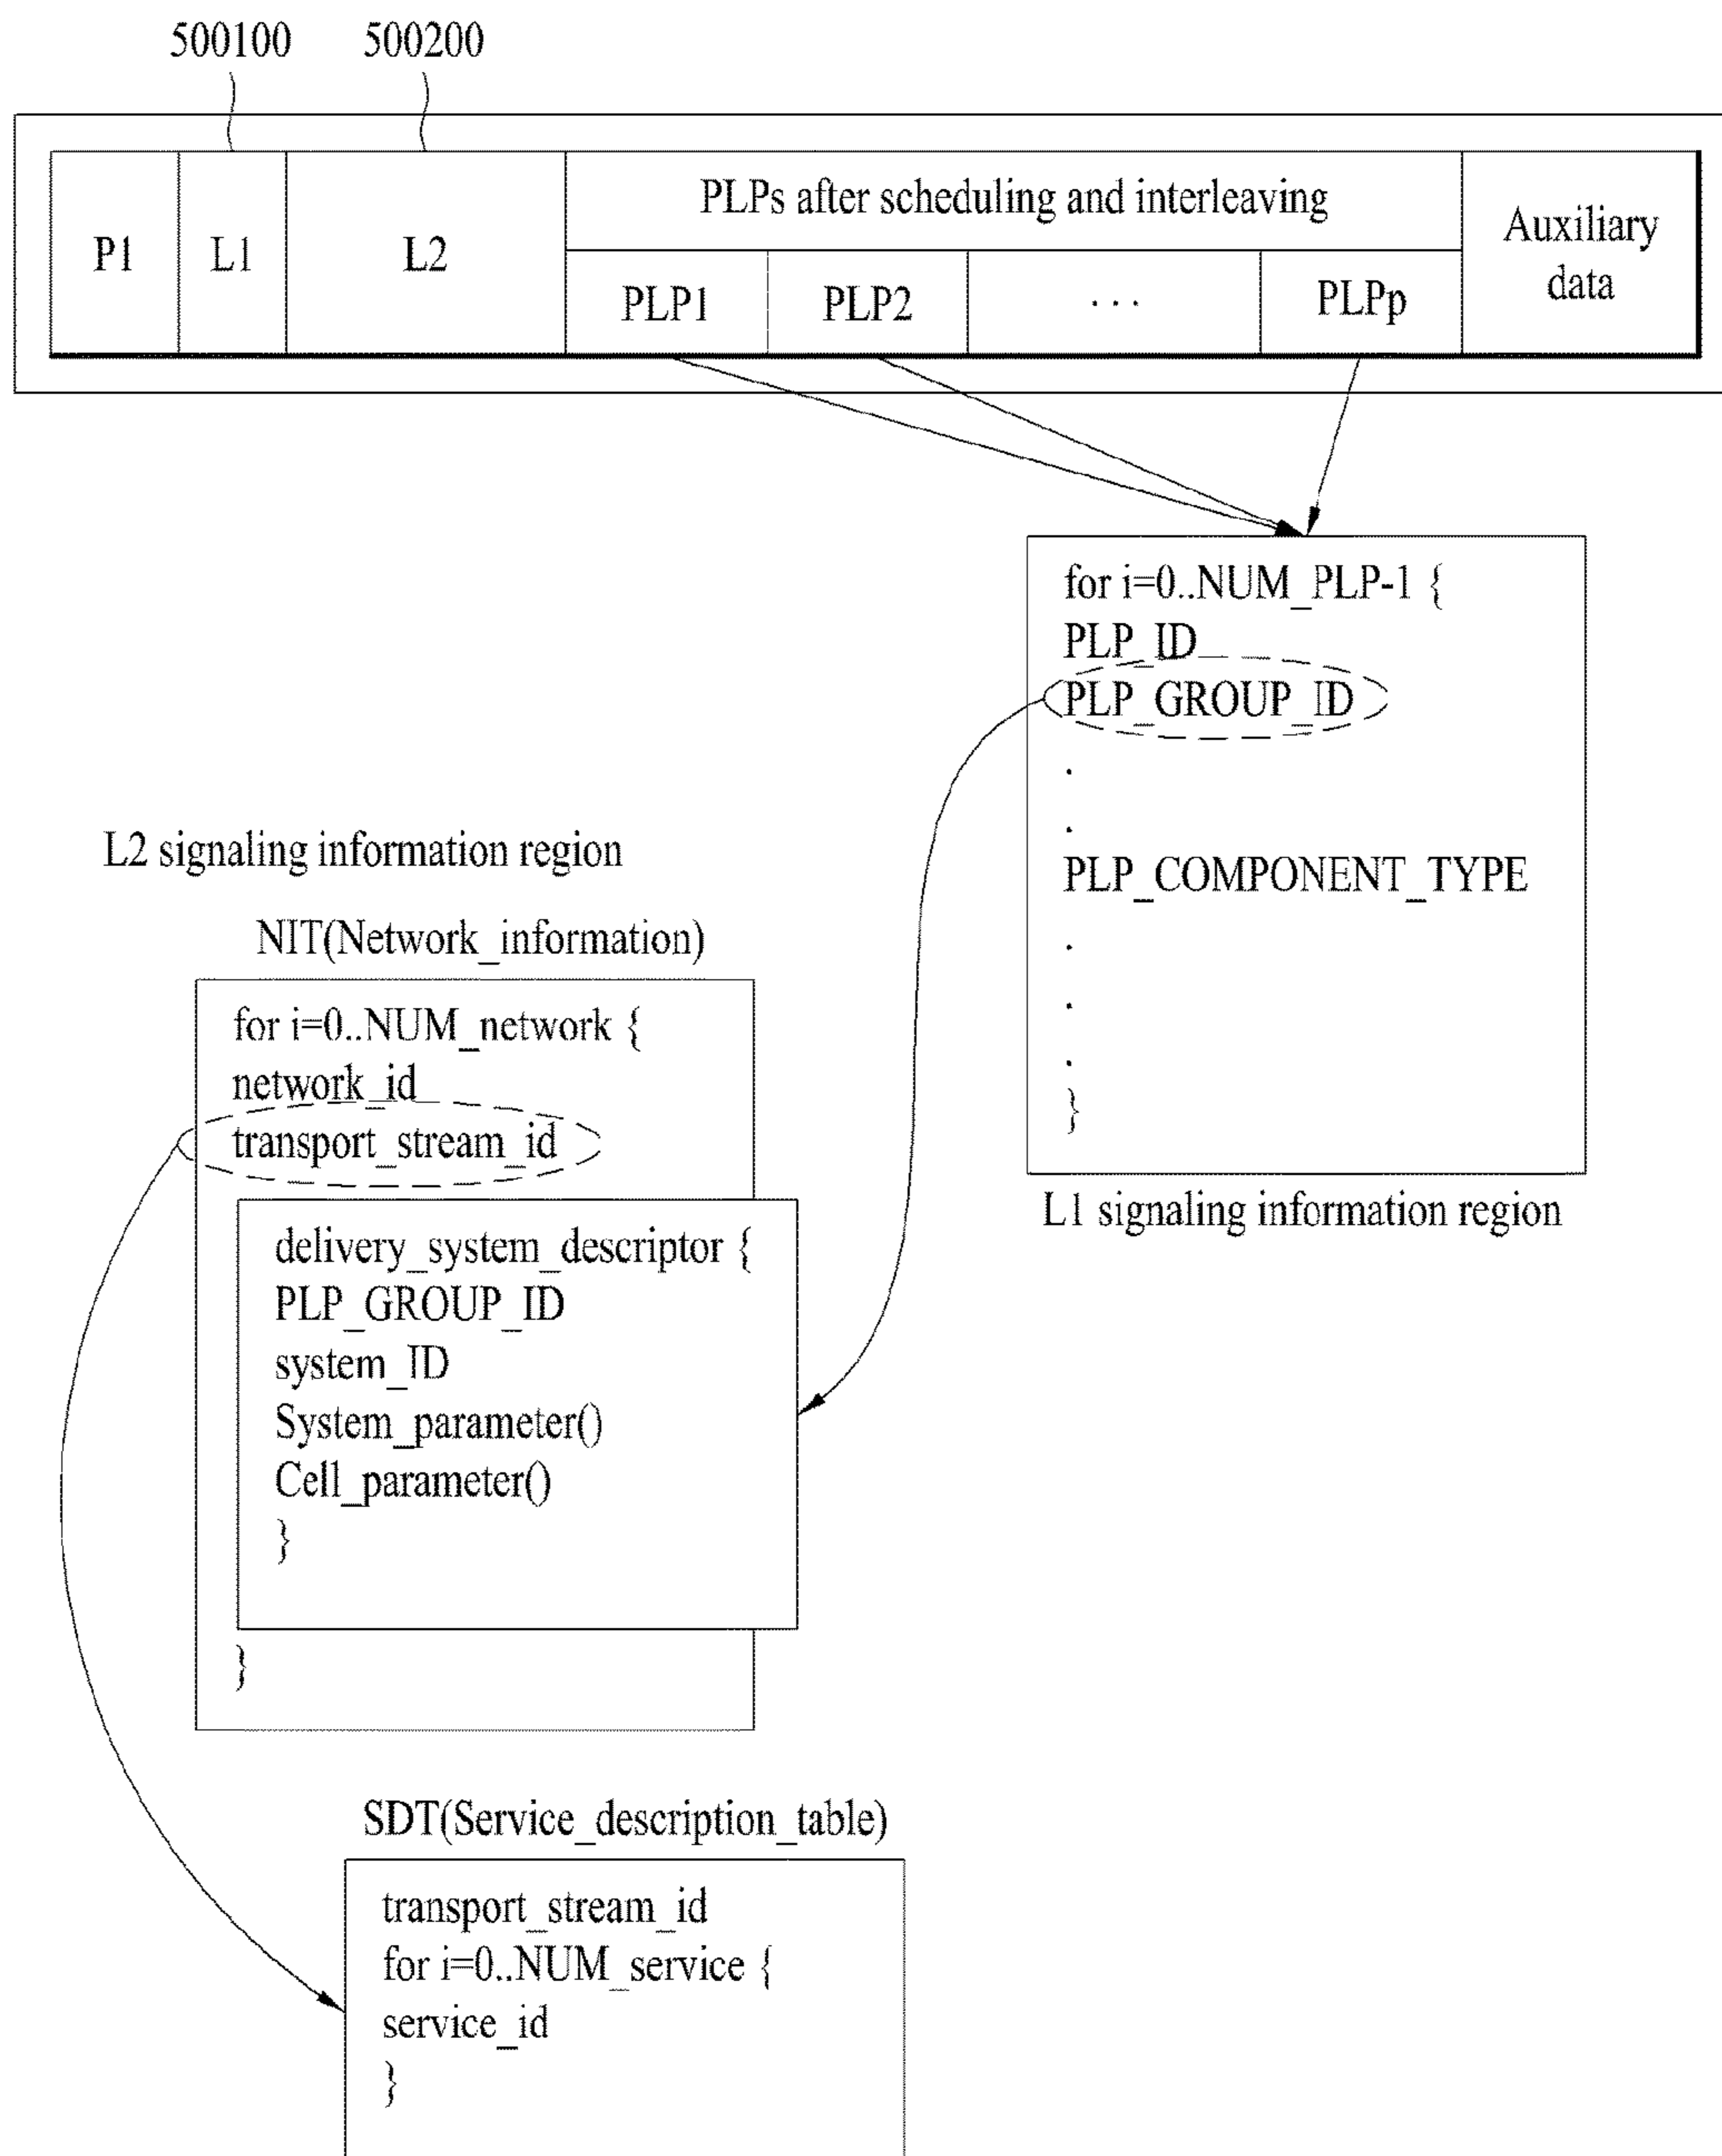 500100 500200
P1 L1 L2 PLPs after scheduling and interleaving Auxiliary data
PLP1 PLP2 ... PLPp
for i=0..NUM_PLP-1 {
PLP_ID
PLP_GROUP_ID
.
.
PLP_COMPONENT_TYPE
.
.
.
}
L1 signaling information region
L2 signaling information region
NIT(Network_information)
for i=0..NUM_network {
network_id
transport_stream_id
delivery_system_descriptor {
PLP_GROUP_ID
system_ID
System_parameter()
Cell_parameter()
}
}
SDT(Service_description_table)
transport_stream_id
for i=0..NUM_service {
service_id
}